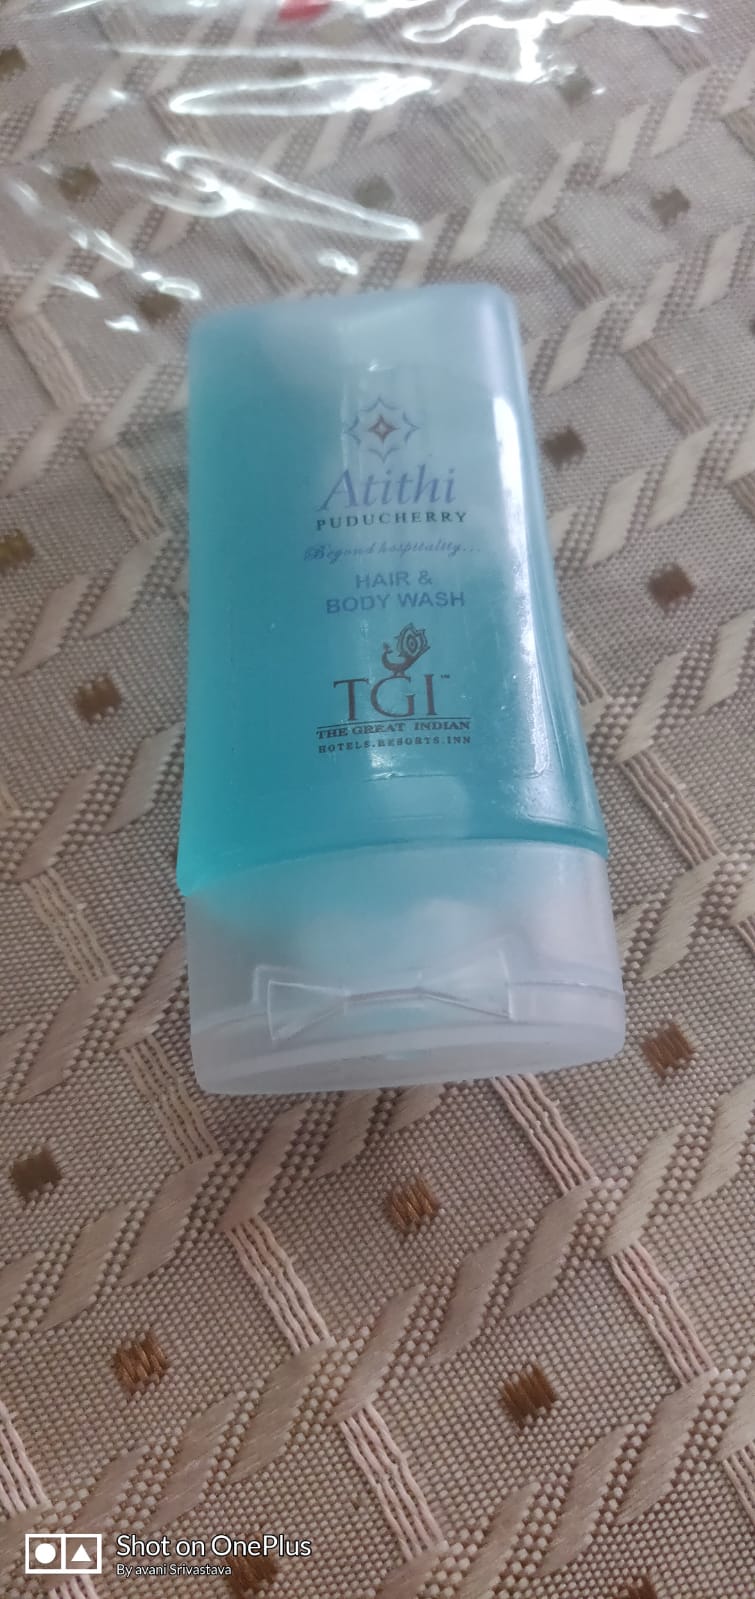 Atithi
PUDUCHERRY
Beyond hospitality...
HAIR &
BODY WASH
TGI™
THE GREAT INDIAN
HOTELS.RESORTS.INN
Shot on OnePlus
By avani Srivastava